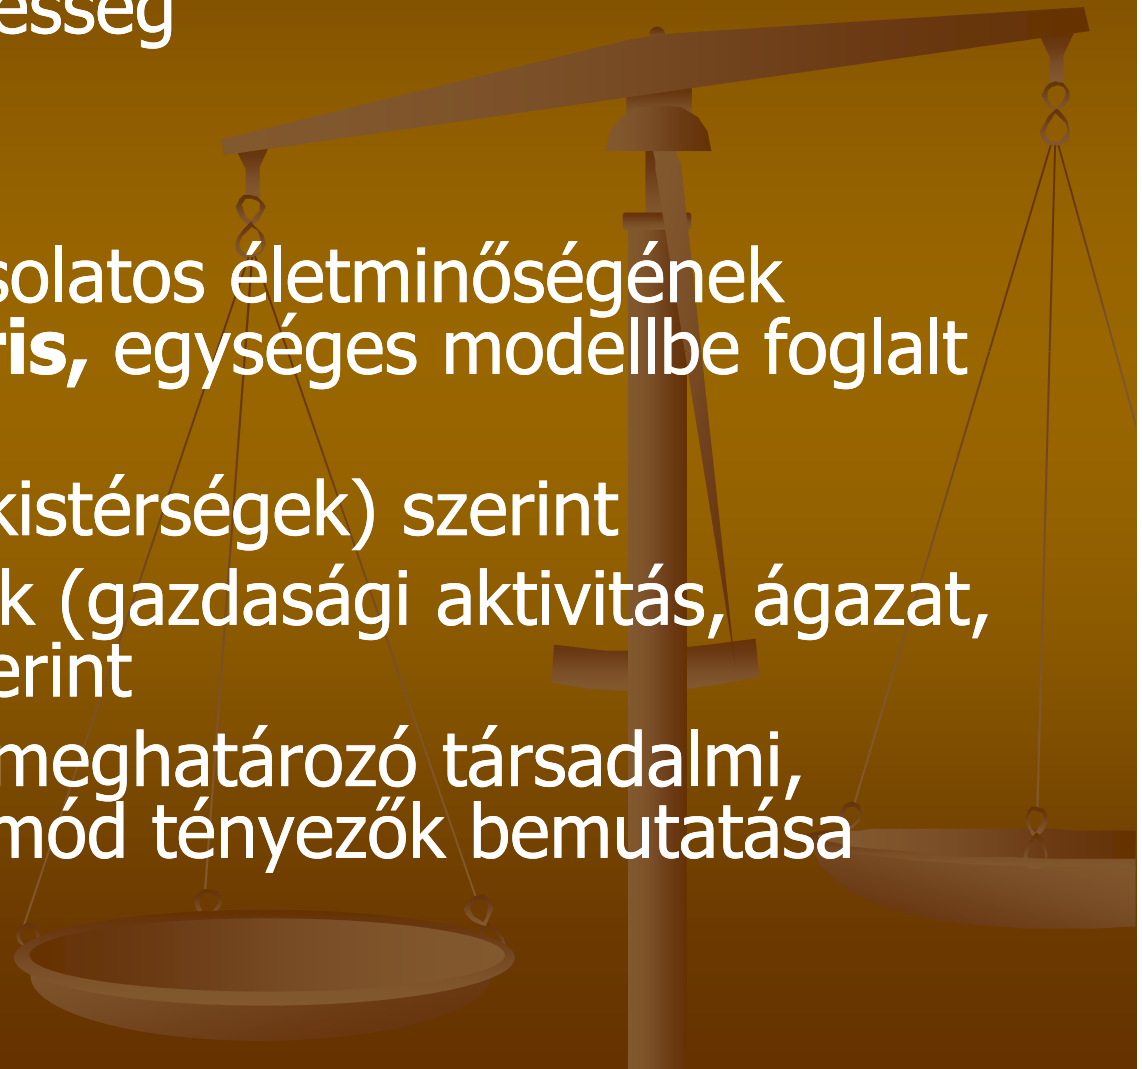 esség
solatos életminőségének
ris, egységes modellbe foglalt
kistérségek) szerint
k (gazdasági aktivitás, ágazat,
erint
meghatározó társadalmi,
mód tényezők bemutatása